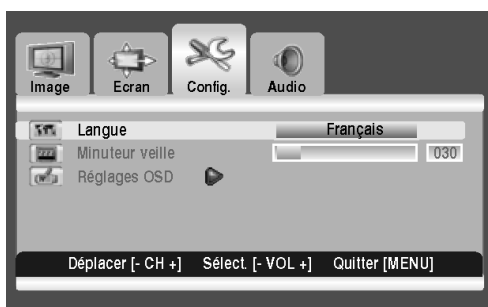 Image Ecran Config. Audio
Langue Français
Minuteur veille 030
Réglages OSD
Déplacer [- CH +] Sélect. [- VOL +] Quitter [MENU]